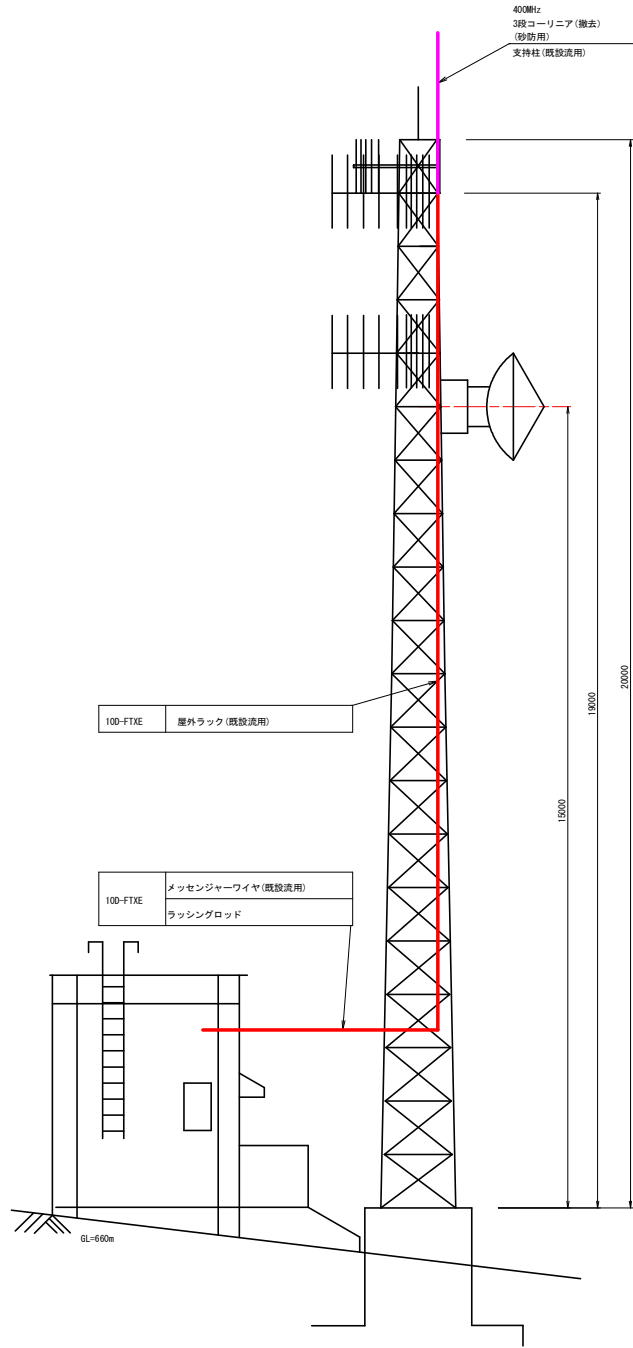 400MHz
3段コーリニア(撤去)
(砂防用)
支持柱(既設流用)
20000
19000
15000
10D-FTXE
屋外ラック(既設流用)
10D-FTXE
メッセンジャーワイヤ(既設流用)
ラッシングロッド
GL=660m